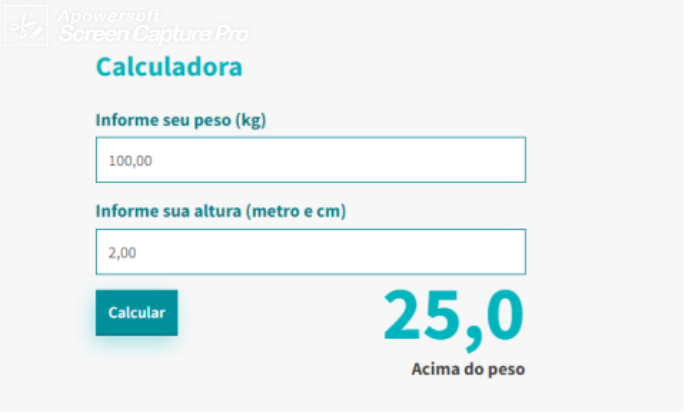 Apowersoft
Screen Capture Pro
Calculadora
Informe seu peso (kg)
100,00
Informe sua altura (metro e cm)
2,00
Calcular
25,0
Acima do peso